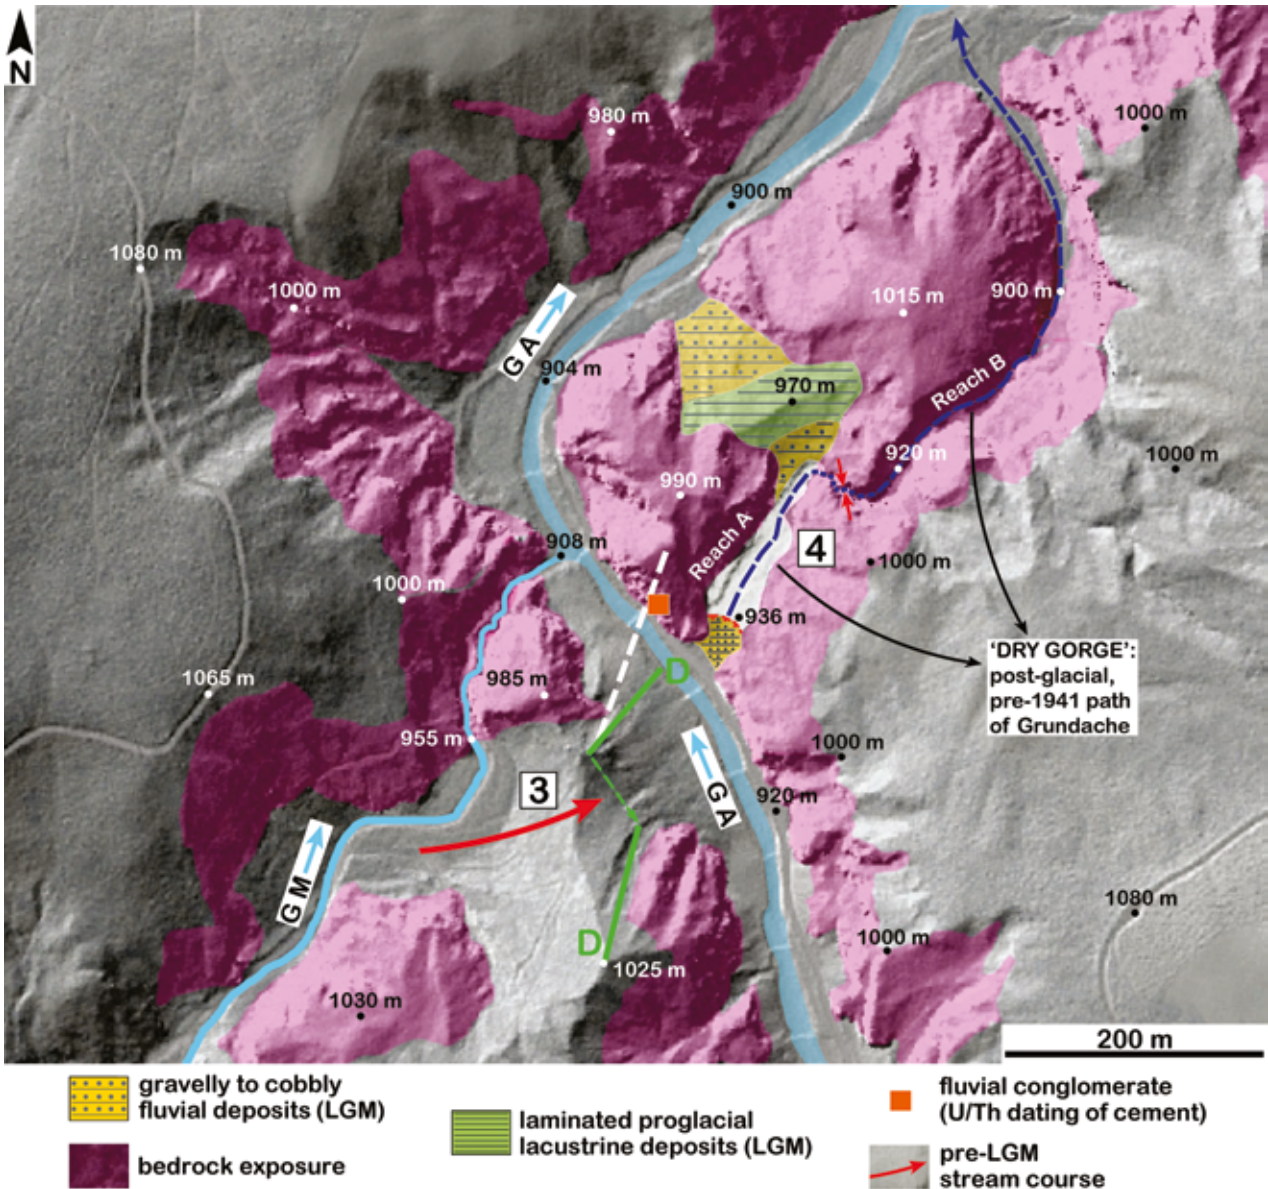 N
980 m
1000 m
900 m
1080 m
1000 m
1015 m
900 m
G A
904 m
970 m
Reach B
920 m
1000 m
990 m
Reach A
4
908 m
1000 m
1000 m
936 m
'DRY GORGE':
post-glacial,
pre-1941 path
of Grundache
1065 m
985 m
D
955 m
1000 m
3
G A
920 m
G M
1080 m
D
1025 m
1000 m
1030 m
200 m
gravelly to cobbly
fluvial deposits (LGM)
bedrock exposure
laminated proglacial
lacustrine deposits (LGM)
fluvial conglomerate
(U/Th dating of cement)
pre-LGM
stream course